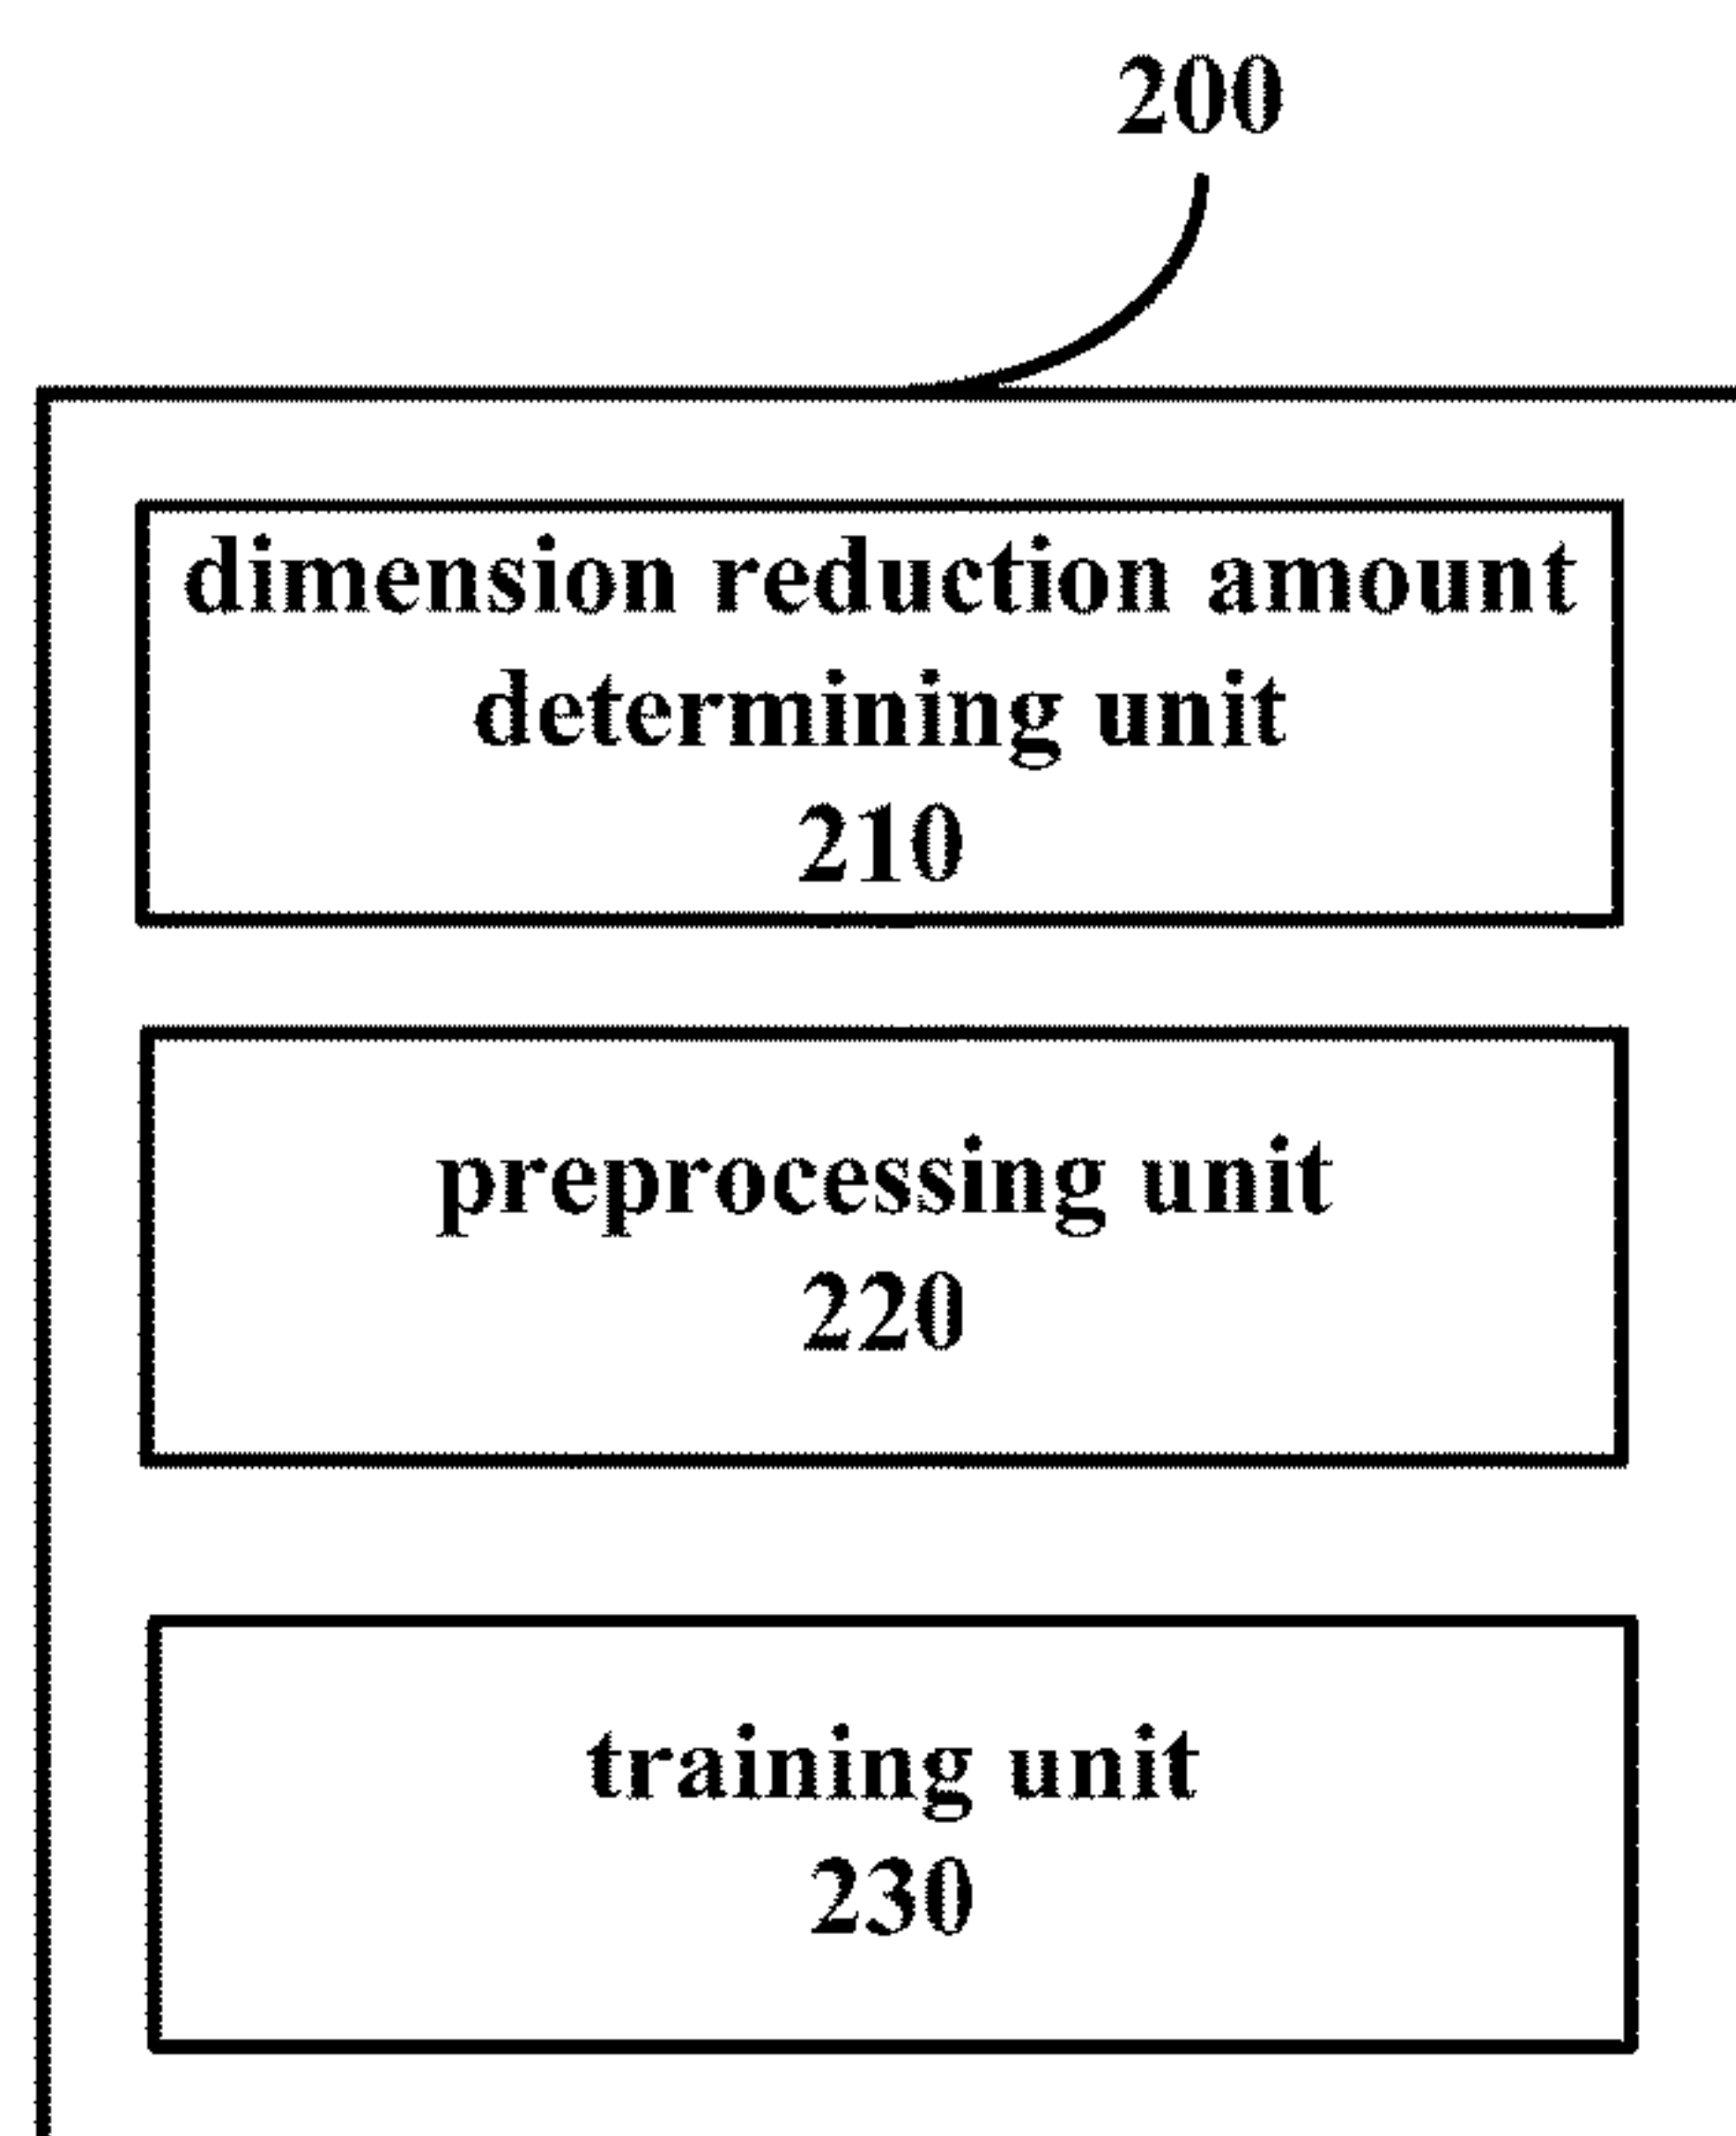 200
dimension reduction amount
determining unit
210
preprocessing unit
220
training unit
230